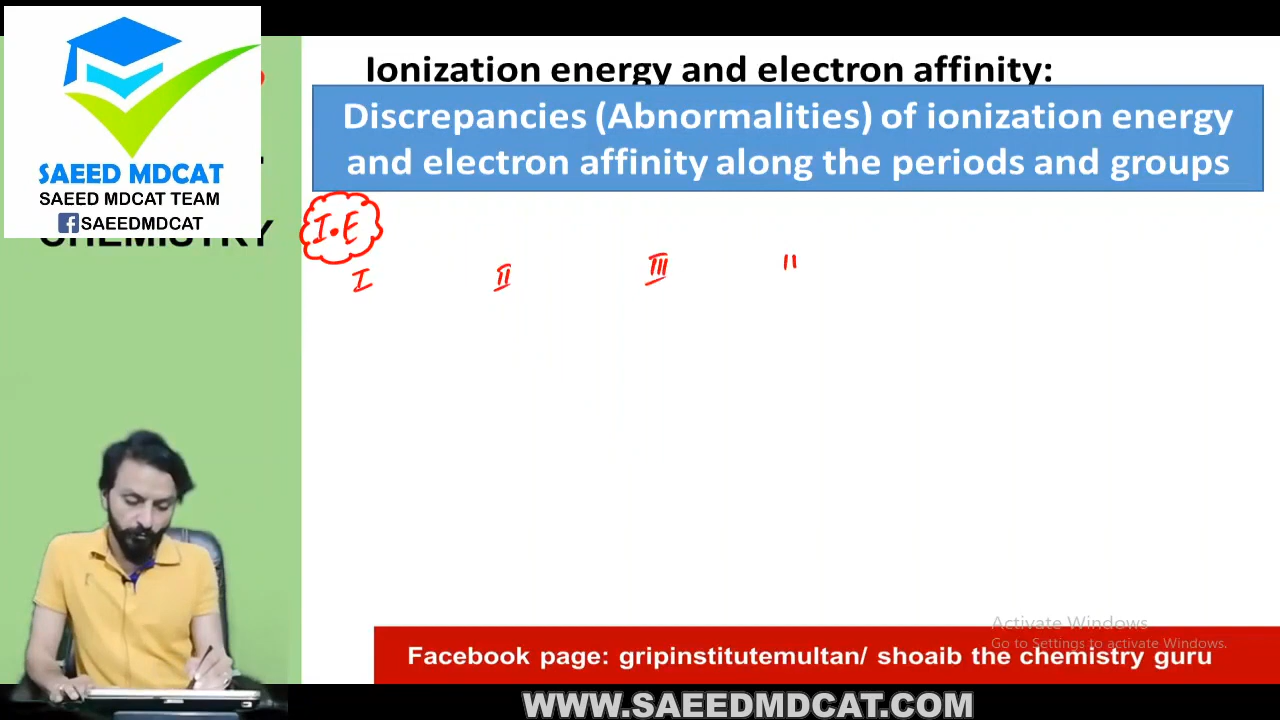 Ionization energy and electron affinity:
Discrepancies (Abnormalities) of ionization energy
and electron affinity along the periods and groups
SAEED MDCAT
SAEED MDCAT TEAM
SAEEDMDCAT
CHEMISTRY
I.E
I II III II
Activate Windows
Go to Settings to activate Windows.
Facebook page: gripinstitutemultan/ shoaib the chemistry guru
WWW.SAEEDMDCAT.COM